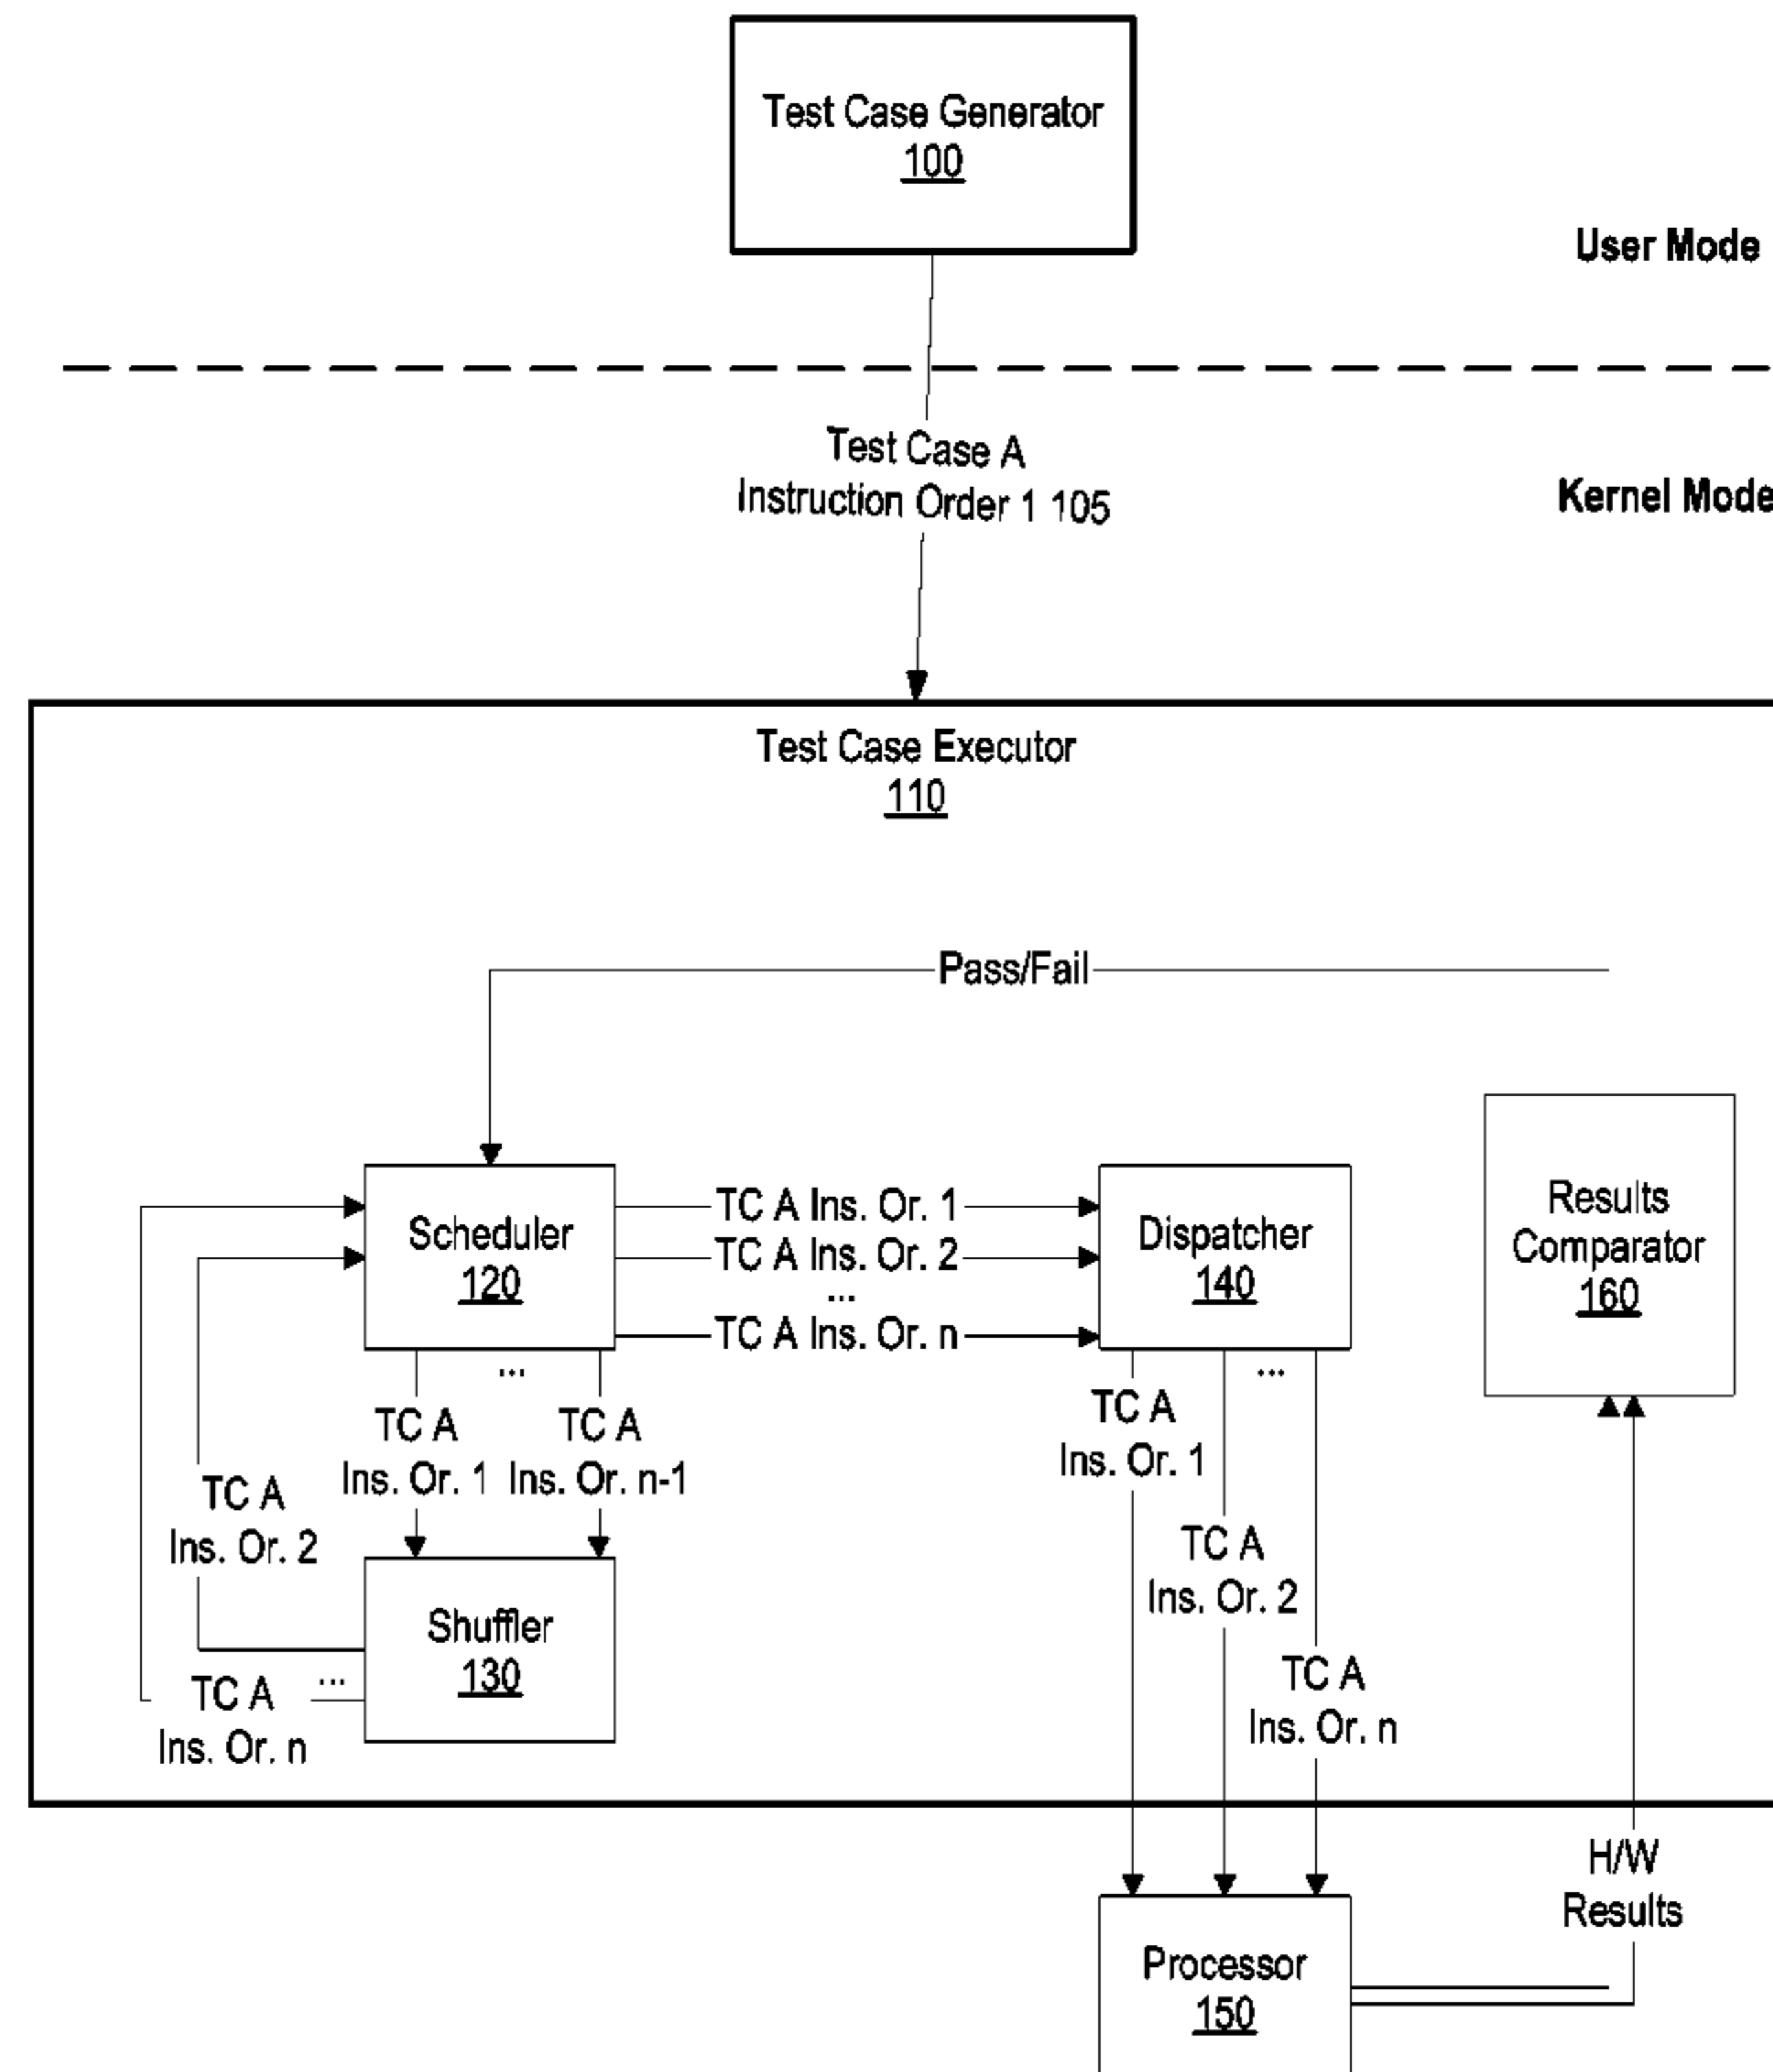 Test Case Generator
100
User Mode
Test Case A
Instruction Order 1 105
Kernel Mode
Test Case Executor
110
Pass/Fail
Scheduler
120
TC A Ins. Or. 1
TC A Ins. Or. 2
...
TC A Ins. Or. n
Dispatcher
140
Results
Comparator
160
...
TC A
Ins. Or. 1
TC A
Ins. Or. n-1
TC A
Ins. Or. 2
Shuffler
130
...
TC A
Ins. Or. n
...
TC A
Ins. Or. 1
TC A
Ins. Or. 2
TC A
Ins. Or. n
H/W
Results
Processor
150